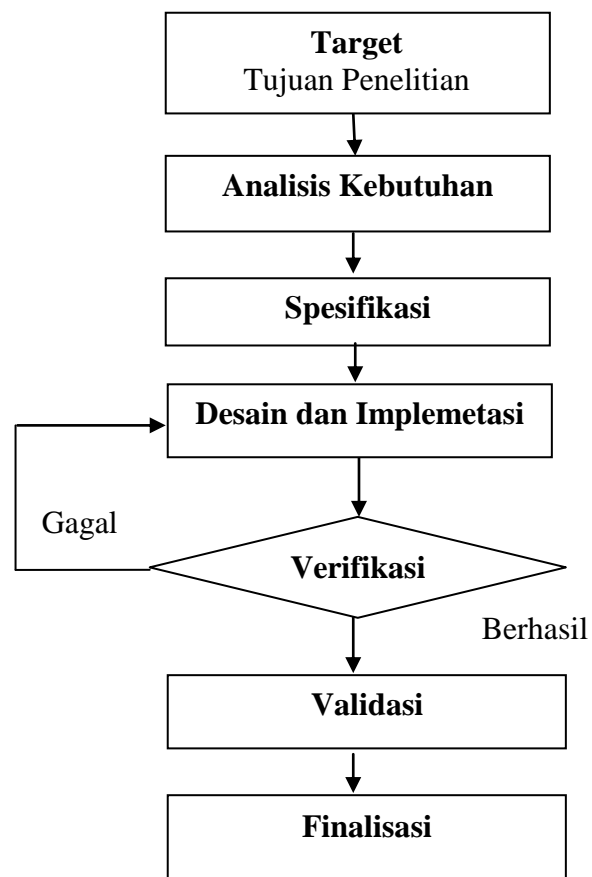 Target
Tujuan Penelitian
Analisis Kebutuhan
Spesifikasi
Desain dan Implemetasi
Gagal
Verifikasi
Berhasil
Validasi
Finalisasi